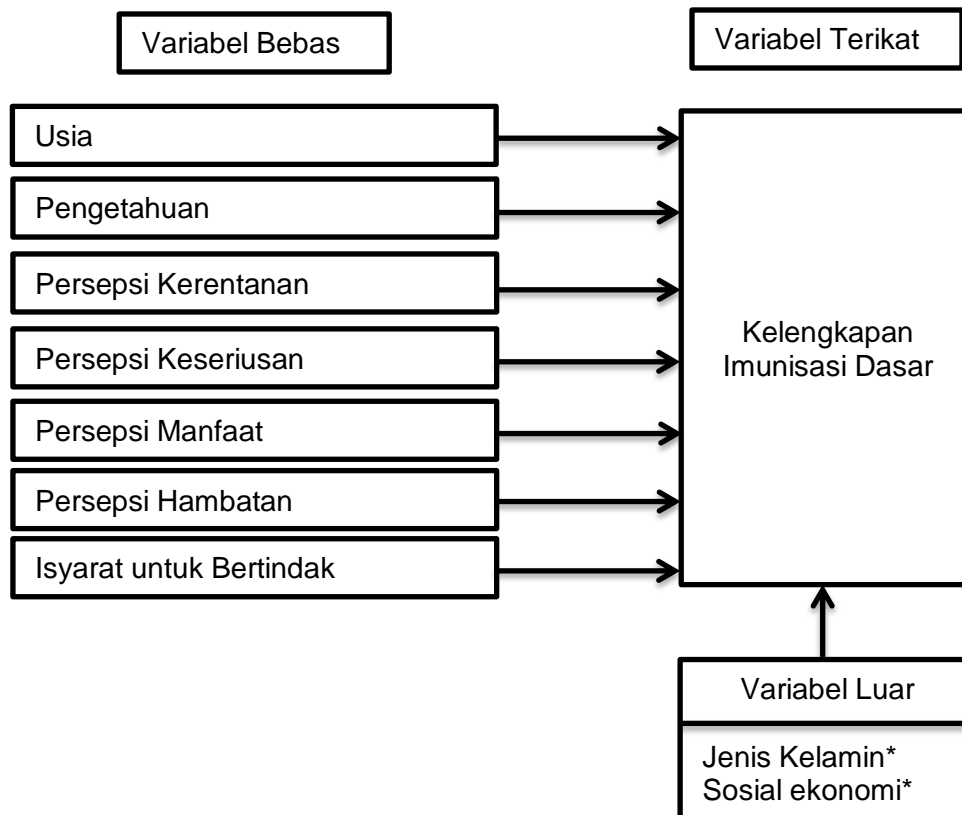 Variabel Bebas
Variabel Terikat
Usia
Pengetahuan
Persepsi Kerentanan
Persepsi Keseriusan
Persepsi Manfaat
Persepsi Hambatan
Isyarat untuk Bertindak
Kelengkapan
Imunisasi Dasar
Variabel Luar
Jenis Kelamin*
Sosial ekonomi*